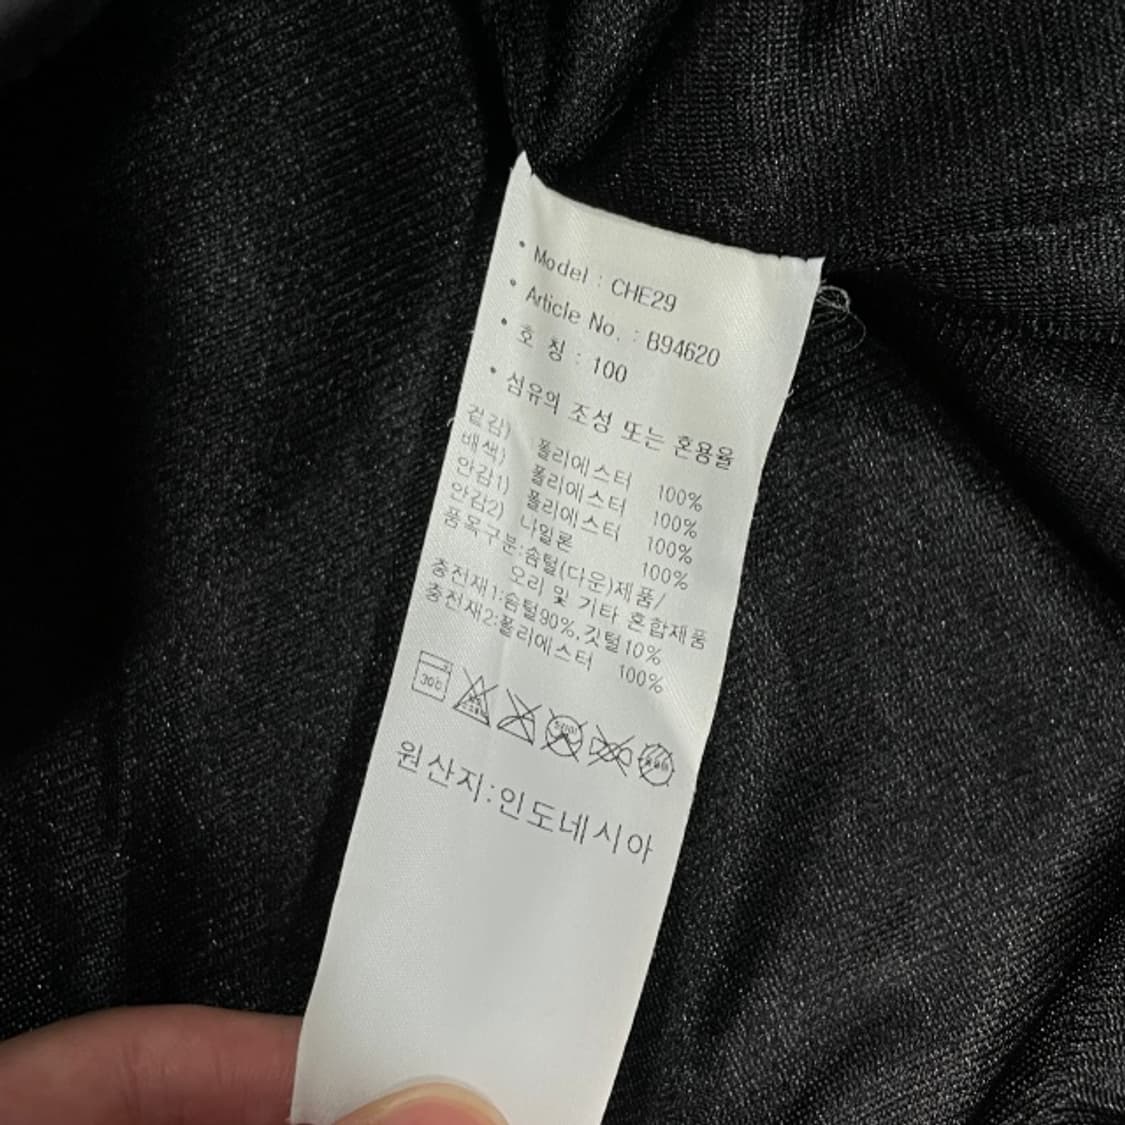 • Model : CHE29
• Article No. : B94620
• 호 칭 : 100
• 섬유의 조성 또는 혼용율
겉감) 폴리에스터 100%
배색) 폴리에스터 100%
안감1) 폴리에스터 100%
안감2) 나일론 100%
품목구분:솜털(다운)제품/
오리 및 기타 혼합제품
충전재1:솜털90%,깃털10%
충전재2:폴리에스터 100%
30℃
원산지:인도네시아